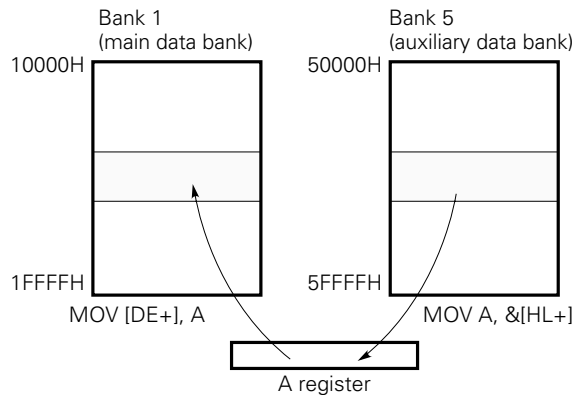 Bank 1
(main data bank)
Bank 5
(auxiliary data bank)
10000H
50000H
1FFFFH
5FFFFH
MOV [DE+], A
MOV A, &[HL+]
A register